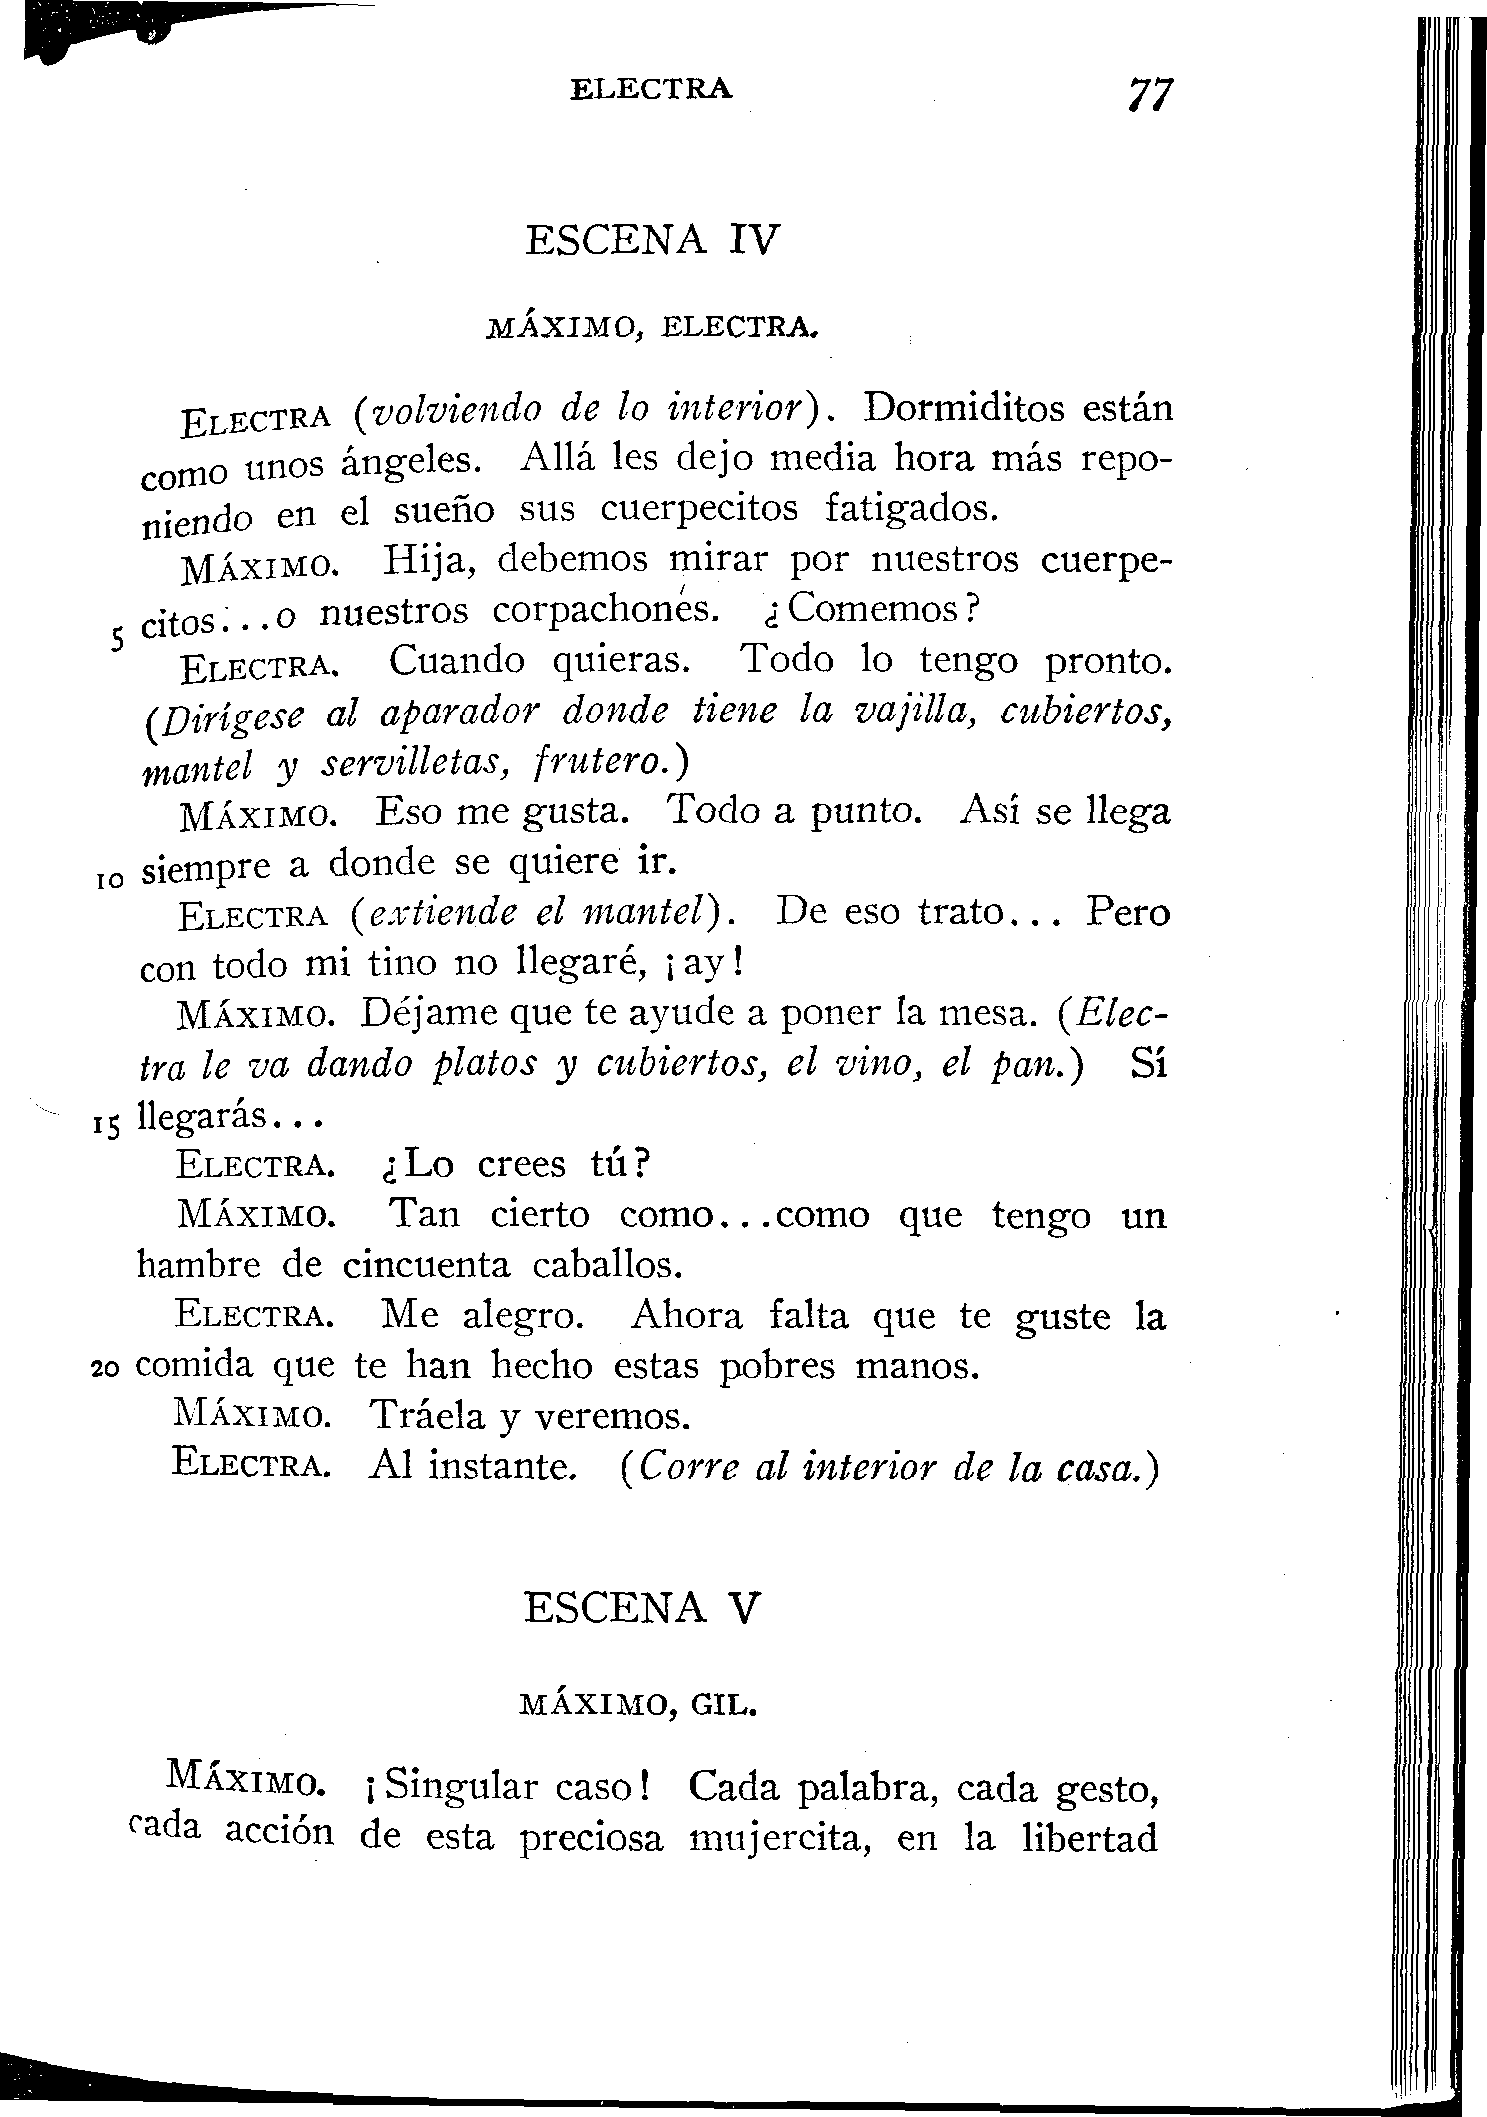 ELECTRA 77
ESCENA IV
MÁXIMO, ELECTRA.
ELECTRA (volviendo de lo interior). Dormiditos están
como unos ángeles. Allá les dejo media hora más repo-
niendo en el sueño sus cuerpecitos fatigados.
MÁXIMO. Hija, debemos mirar por nuestros cuerpe-
5 citos...o nuestros corpachonés. ¿Comemos?
ELECTRA. Cuando quieras. Todo lo tengo pronto.
(Dirígese al aparador donde tiene la vajilla, cubiertos,
mantel y servilletas, frutero.)
MÁXIMO. Eso me gusta. Todo a punto. Así se llega
10 siempre a donde se quiere ir.
ELECTRA (extiende el mantel). De eso trato... Pero
con todo mi tino no llegaré, ¡ay!
MÁXIMO. Déjame que te ayude a poner la mesa. (Elec-
tra le va dando platos y cubiertos, el vino, el pan.) Sí
15 llegarás...
ELECTRA. ¿Lo crees tú?
MÁXIMO. Tan cierto como...como que tengo un
hambre de cincuenta caballos.
ELECTRA. Me alegro. Ahora falta que te guste la
20 comida que te han hecho estas pobres manos.
MÁXIMO. Tráela y veremos.
ELECTRA. Al instante. (Corre al interior de la casa.)
ESCENA V
MÁXIMO, GIL.
MÁXIMO. ¡Singular caso! Cada palabra, cada gesto,
cada acción de esta preciosa mujercita, en la libertad